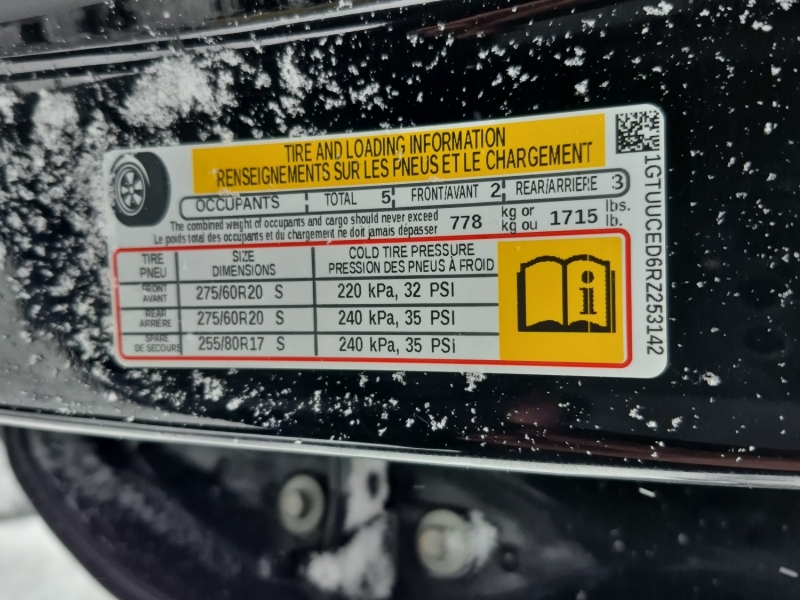 TIRE AND LOADING INFORMATION
RENSEIGNEMENTS SUR LES PNEUS ET LE CHARGEMENT
OCCUPANTS TOTAL 5 FRONT/AVANT 2 REAR/ARRIERE 3
The combined weight of occupants and cargo should never exceed
Le poids total des occupants et du chargement ne doit jamais dépasser
778 kg or 1715 lbs.
kg ou lb.
TIRE SIZE COLD TIRE PRESSURE
PNEU DIMENSIONS PRESSION DES PNEUS À FROID
FRONT
AVANT 275/60R20 S 220 kPa, 32 PSI
REAR
ARRIÈRE 275/60R20 S 240 kPa, 35 PSI
SPARE
DE SECOURS 255/80R17 S 240 kPa, 35 PSi
1GTUUCED6RZ253142